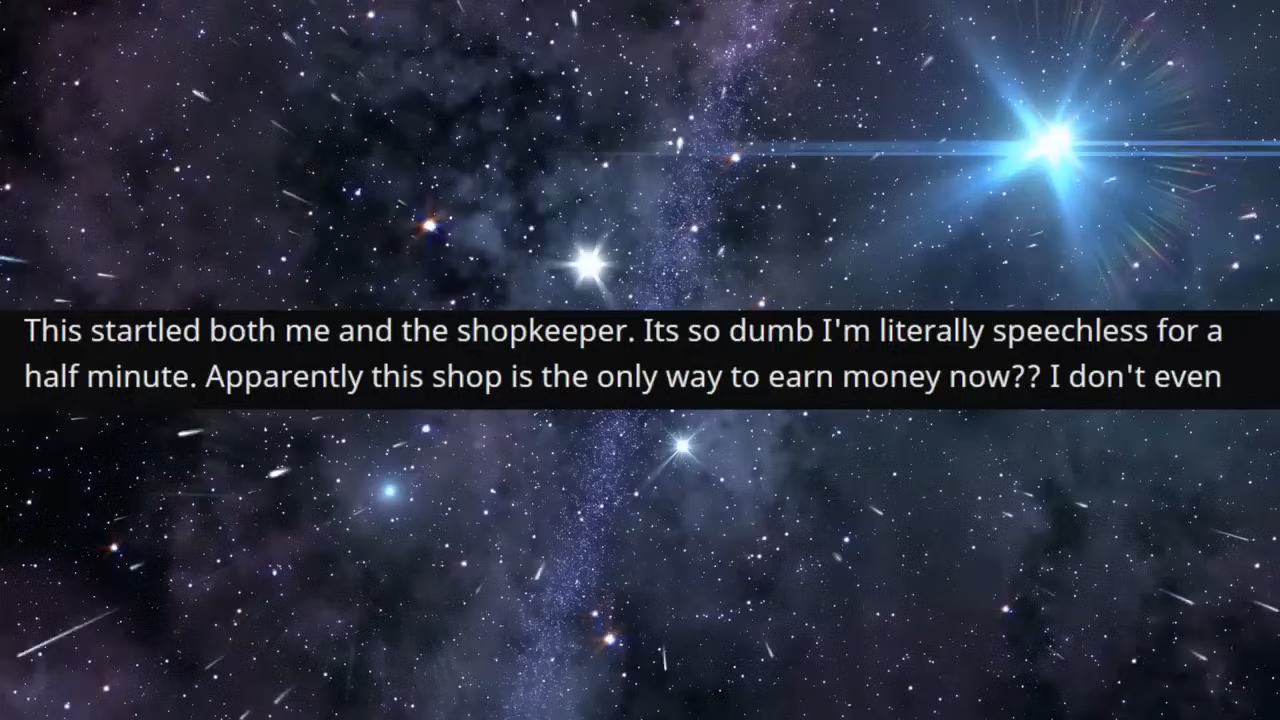 This startled both me and the shopkeeper. Its so dumb I'm literally speechless for a
half minute. Apparently this shop is the only way to earn money now?? I don't even